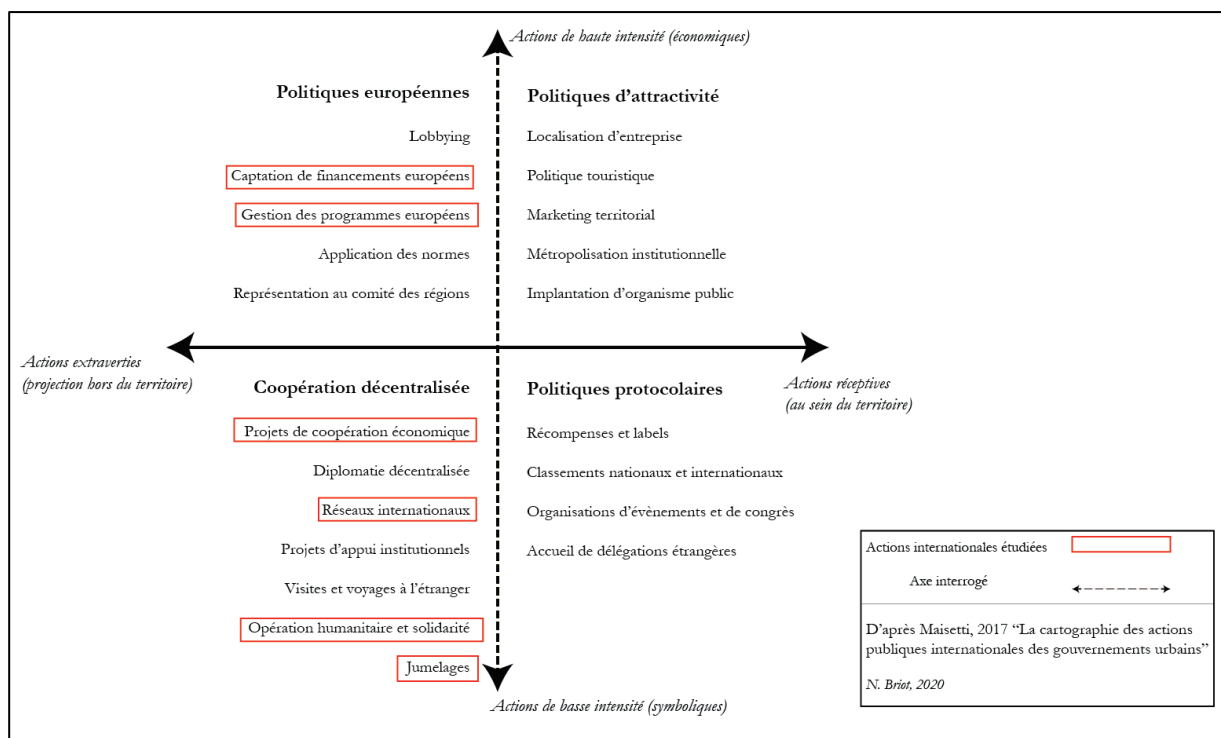 Actions de haute intensité (économiques)
Politiques européennes
Lobbying
Captation de financements européens
Gestion des programmes européens
Application des normes
Représentation au comité des régions
Politiques d'attractivité
Localisation d'entreprise
Politique touristique
Marketing territorial
Métropolisation institutionnelle
Implantation d'organisme public
Actions extraverties
(projection hors du territoire)
Actions réceptives
(au sein du territoire)
Coopération décentralisée
Projets de coopération économique
Diplomatie décentralisée
Réseaux internationaux
Projets d'appui institutionnels
Visites et voyages à l'étranger
Opération humanitaire et solidarité
Jumelages
Politiques protocolaires
Récompenses et labels
Classements nationaux et internationaux
Organisations d'évènements et de congrès
Accueil de délégations étrangères
Actions de basse intensité (symboliques)
Actions internationales étudiées
Axe interrogé
D'après Maisetti, 2017 "La cartographie des actions
publiques internationales des gouvernements urbains"
N. Briot, 2020